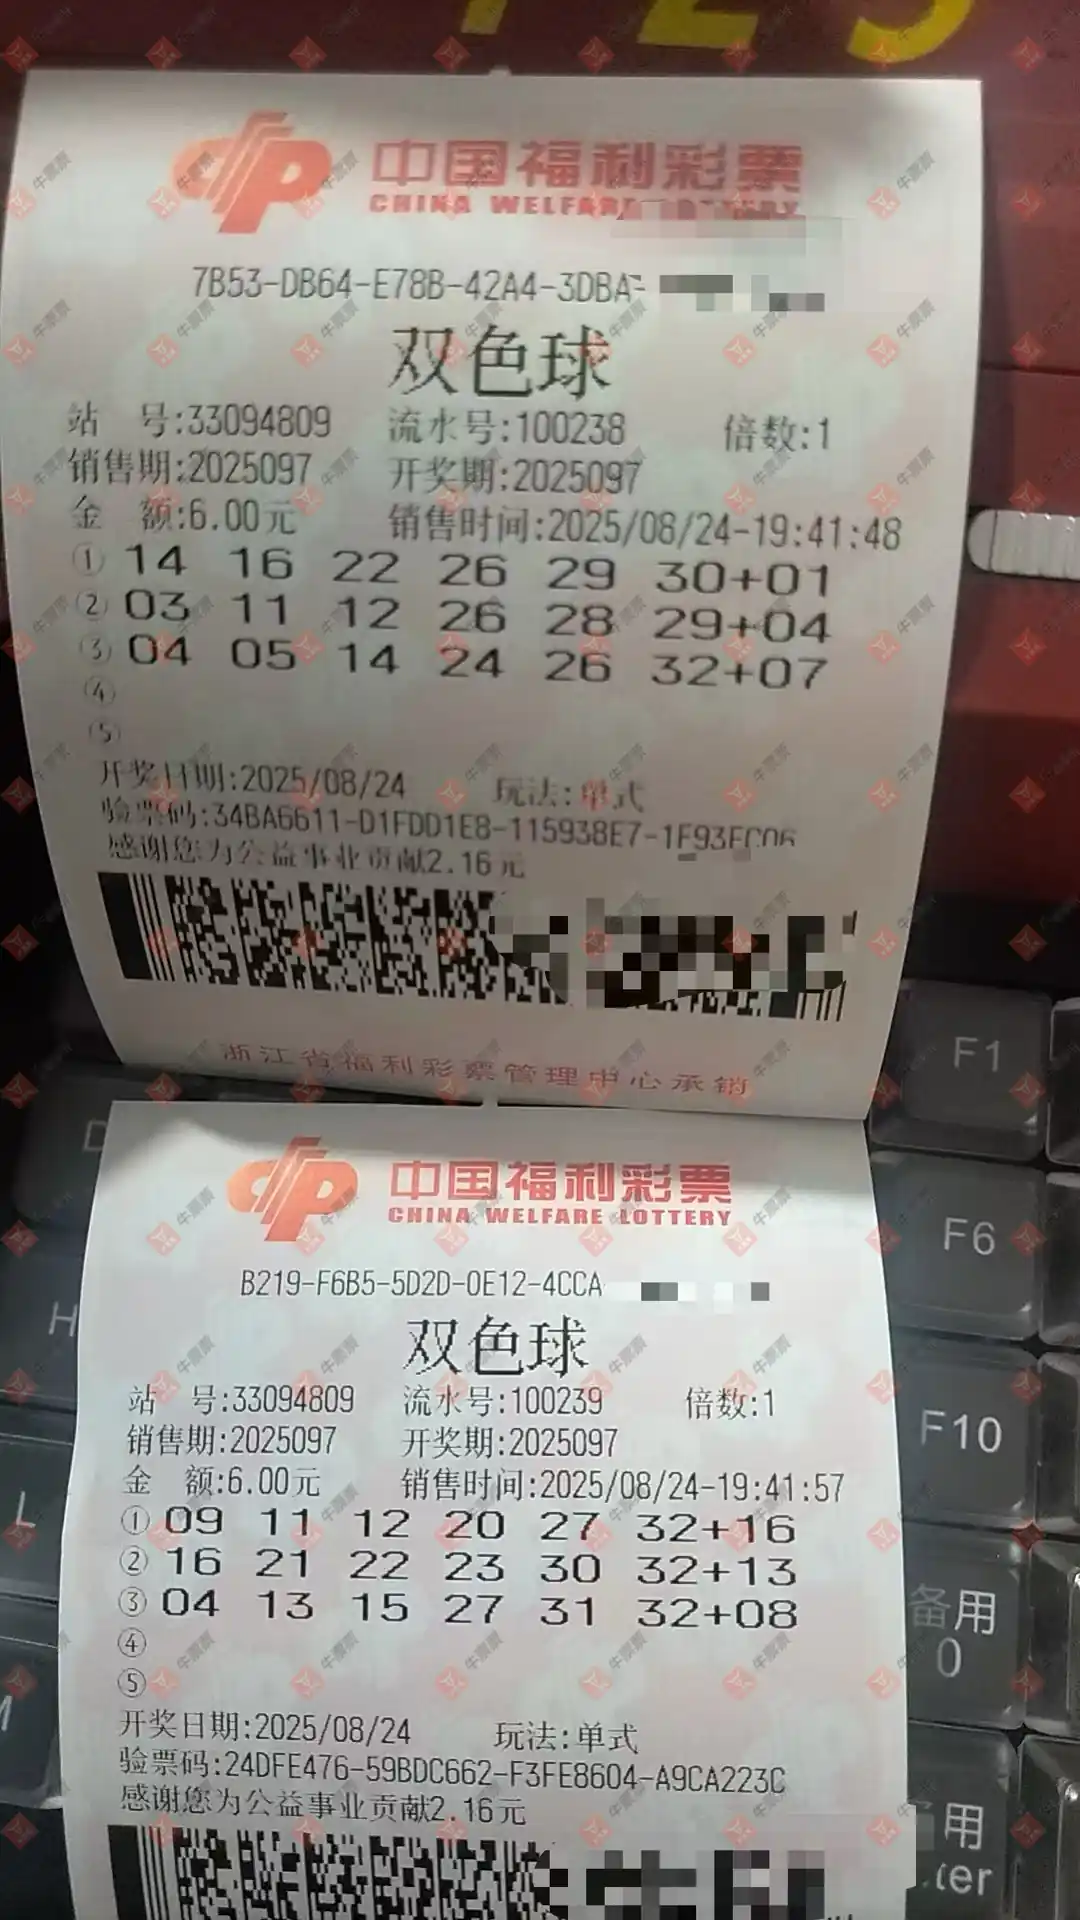 中国福利彩票
CHINA WELFARE LOTTERY
7B53-DB64-E78B-42A4-3DBA-
双色球
站 号:33094809 流水号:100238 倍数:1
销售期:2025097 开奖期:2025097
金 额:6.00元 销售时间:2025/08/24-19:41:48
① 14 16 22 26 29 30+01
② 03 11 12 26 28 29+04
③ 04 05 14 24 26 32+07
④
⑤
开奖日期:2025/08/24 玩法:单式
验票码:34BA6611-D1FDD1E8-115938E7-1F93EC06
感谢您为公益事业贡献2.16元
浙江省福利彩票管理中心承销
中国福利彩票
CHINA WELFARE LOTTERY
B219-F6B5-5D2D-0E12-4CCA
双色球
站 号:33094809 流水号:100239 倍数:1
销售期:2025097 开奖期:2025097
金 额:6.00元 销售时间:2025/08/24-19:41:57
① 09 11 12 20 27 32+16
② 16 21 22 23 30 32+13
③ 04 13 15 27 31 32+08
④
⑤
开奖日期:2025/08/24 玩法:单式
验票码:24DFE476-59BDC662-F3FE8604-A9CA223C
感谢您为公益事业贡献2.16元
F1
F6
F10
备用
0
用
H
L
M
牛票票